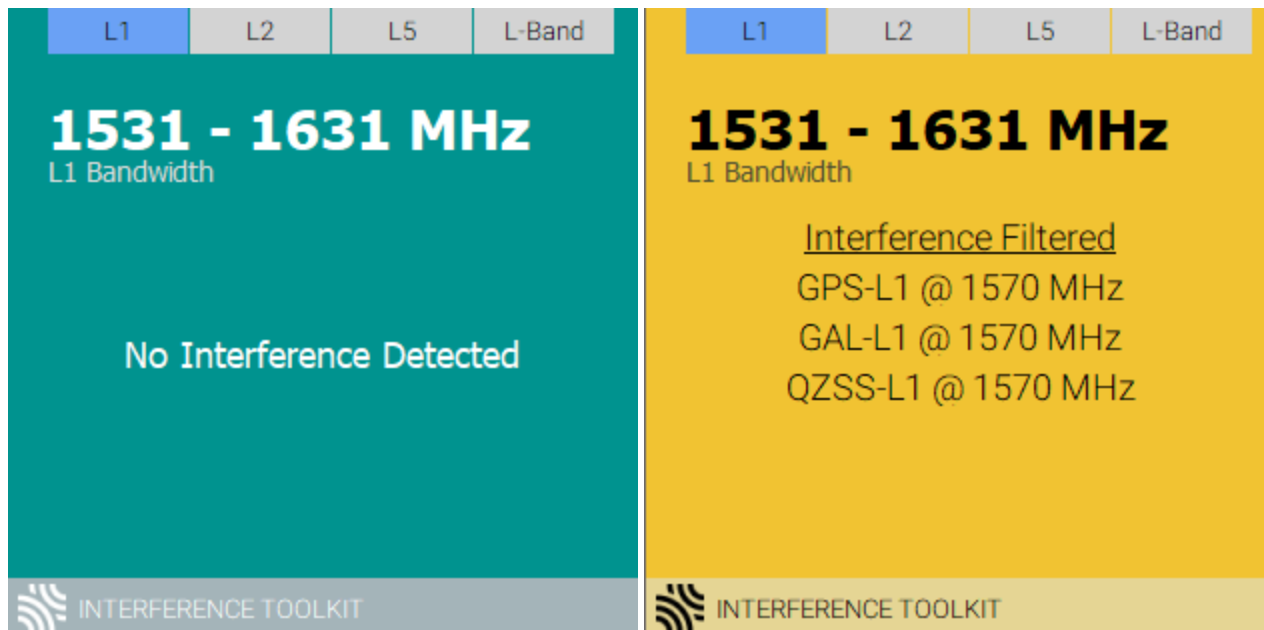 L1 L2 L5 L-Band
1531 - 1631 MHz
L1 Bandwidth
No Interference Detected
INTERFERENCE TOOLKIT
L1 L2 L5 L-Band
1531 - 1631 MHz
L1 Bandwidth
Interference Filtered
GPS-L1 @ 1570 MHz
GAL-L1 @ 1570 MHz
QZSS-L1 @ 1570 MHz
INTERFERENCE TOOLKIT